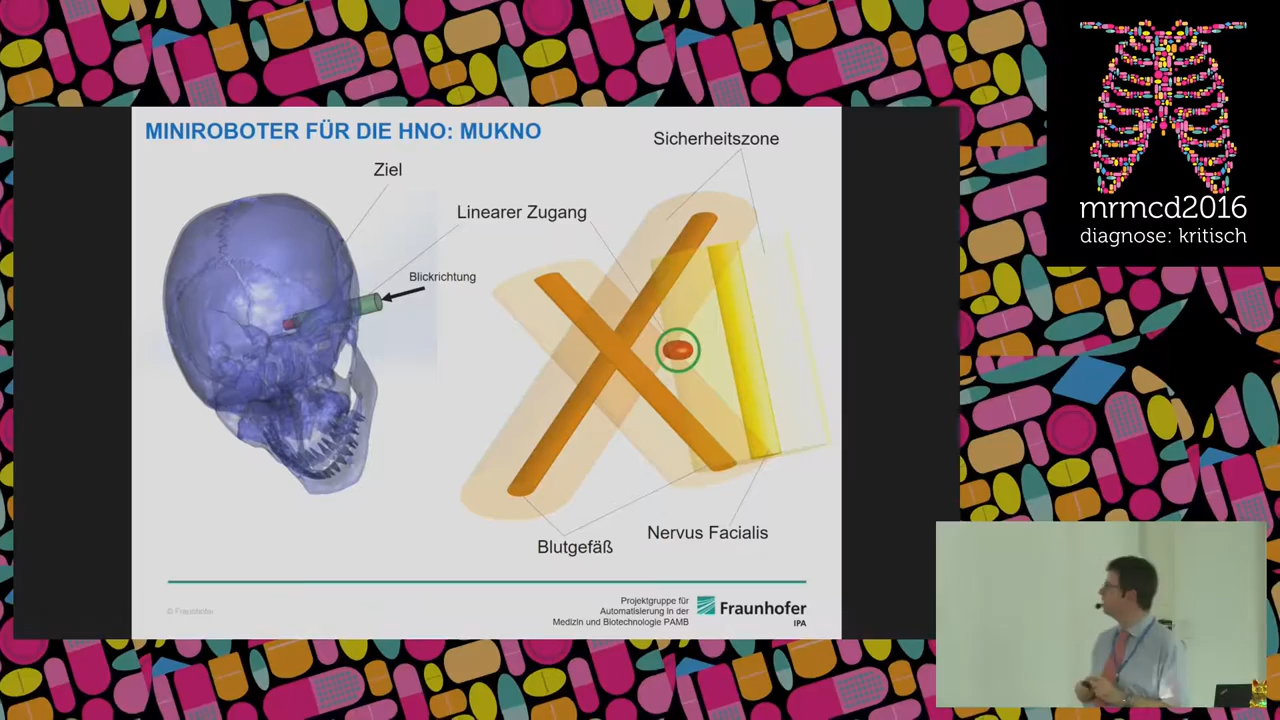 MINIROBOTER FÜR DIE HNO: MUKNO
Sicherheitszone
Ziel
Linearer Zugang
Blickrichtung
Nervus Facialis
Blutgefäß
© Fraunhofer
Projektgruppe für
Automatisierung in der
Medizin und Biotechnologie PAMB
Fraunhofer
IPA
mrmcd2016
diagnose: kritisch